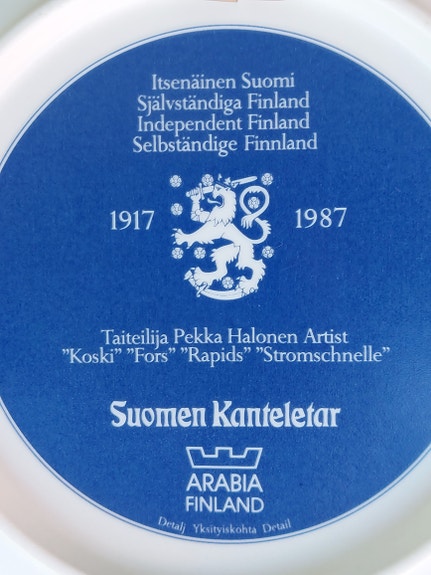 Itsenäinen Suomi
Självständiga Finland
Independent Finland
Selbständige Finnland
1917 1987
Taiteilija Pekka Halonen Artist
"Koski" "Fors" "Rapids" "Stromschnelle"
Suomen Kanteletar
ARABIA
FINLAND
Detalj Yksityiskohta Detail